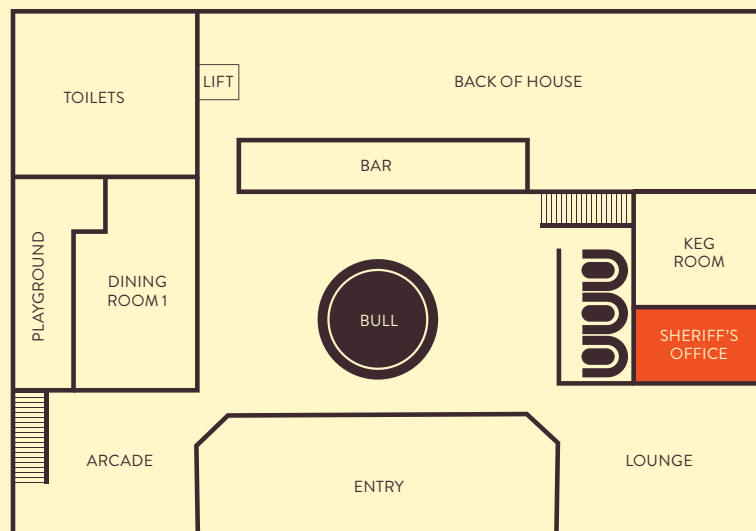 LIFT
BACK OF HOUSE
TOILETS
BAR
PLAYGROUND
DINING
ROOM 1
BULL
KEG
ROOM
SHERIFF'S
OFFICE
ARCADE
ENTRY
LOUNGE